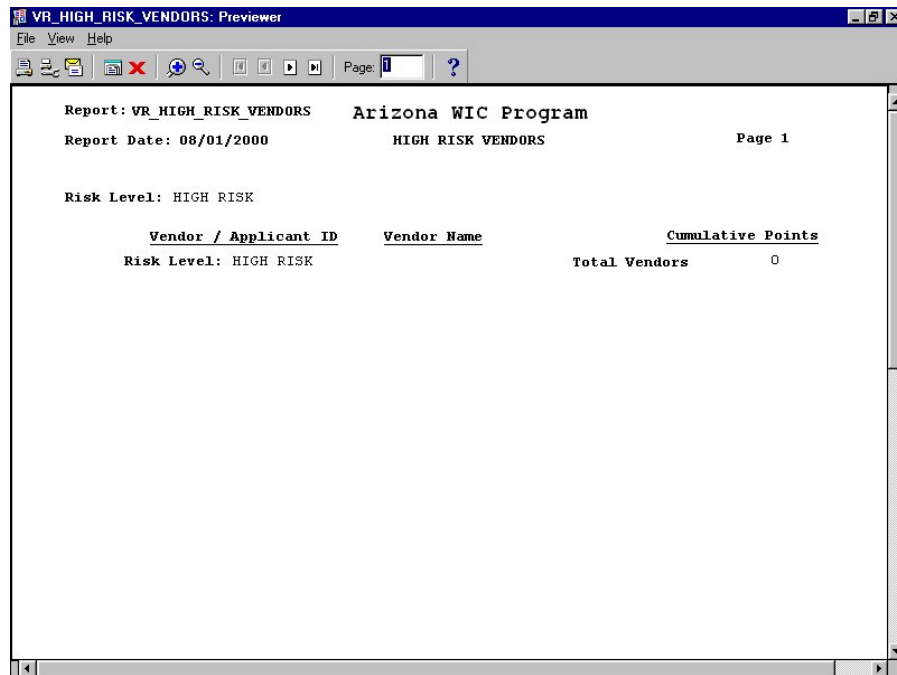 VR_HIGH_RISK_VENDORS: Previewer
File View Help
Page: 1 ?
Report: VR_HIGH_RISK_VENDORS Arizona WIC Program
Report Date: 08/01/2000 HIGH RISK VENDORS Page 1
Risk Level: HIGH RISK
Vendor / Applicant ID Vendor Name Cumulative Points
Risk Level: HIGH RISK Total Vendors 0